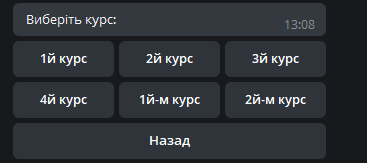 Виберіть курс:
13:08
1й курс 2й курс 3й курс
4й курс 1й-м курс 2й-м курс
Назад